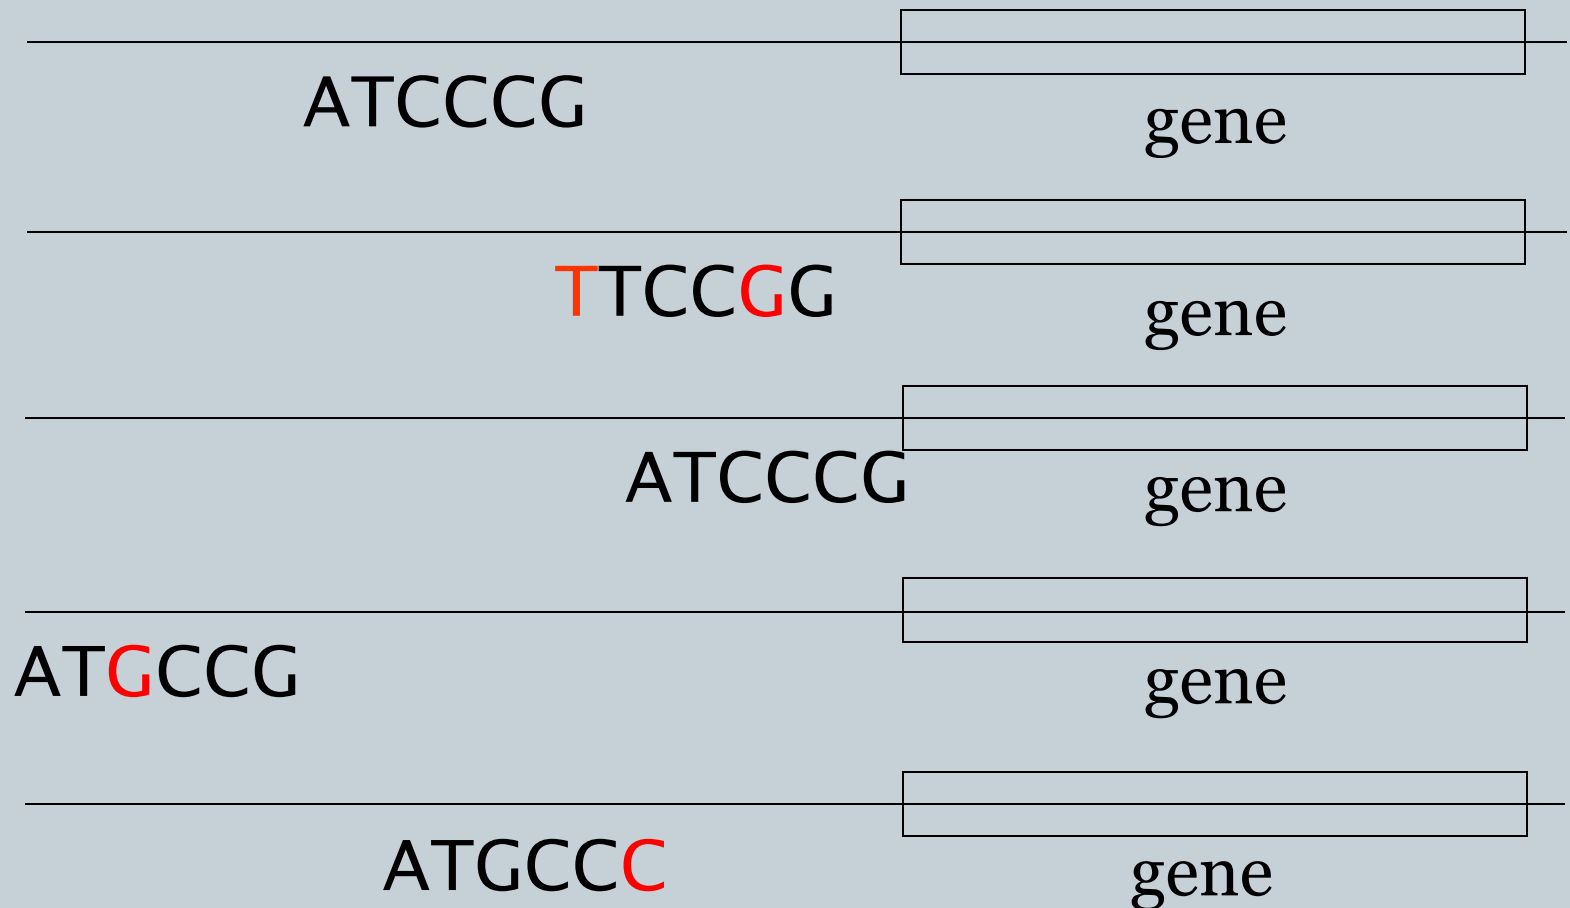 ATCCCG
gene
TTCCGG
gene
ATCCCG
gene
ATGCCG
gene
ATGCCC
gene